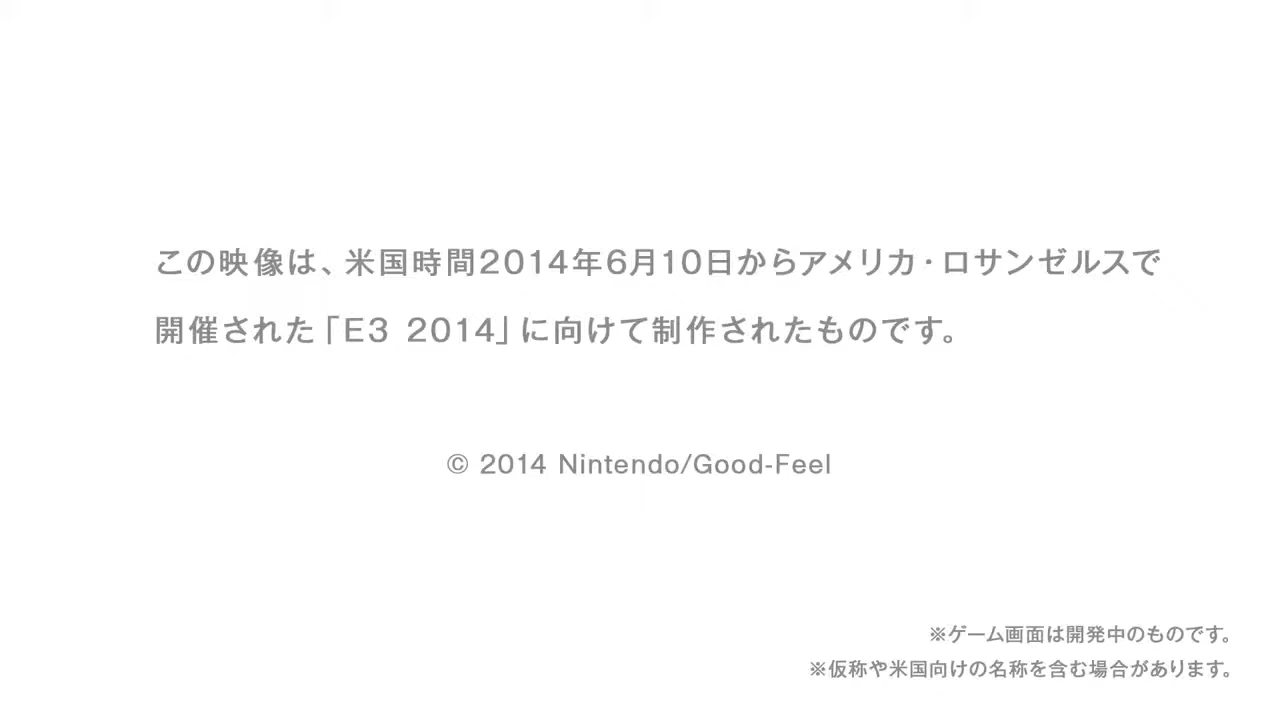 この映像は、米国時間2014年6月10日からアメリカ・ロサンゼルスで
開催された「E3 2014」に向けて制作されたものです。
© 2014 Nintendo/Good-Feel
※ゲーム画面は開発中のものです。
※仮称や米国向けの名称を含む場合があります。